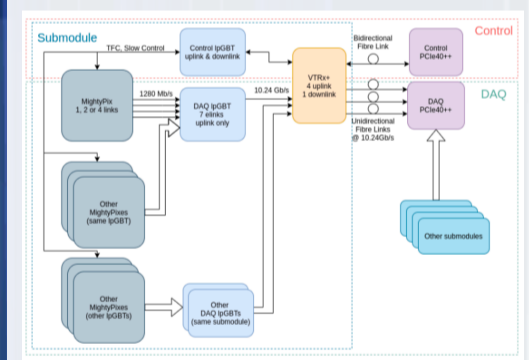 Submodule
Control
TFC, Slow Control
Control lpGBT
uplink & downlink
Bidirectional
Fibre Link
Control
PCIe40++
VTRx+
4 uplink
1 downlink
DAQ
MightyPix
1, 2 or 4 links
1280 Mb/s
DAQ lpGBT
7 elinks
uplink only
10.24 Gb/s
DAQ
PCIe40++
Unidirectional
Fibre Links
@ 10.24Gb/s
Other
MightyPixes
(same lpGBT)
Other submodules
Other
MightyPixes
(other lpGBTs)
Other
DAQ lpGBTs
(same submodule)